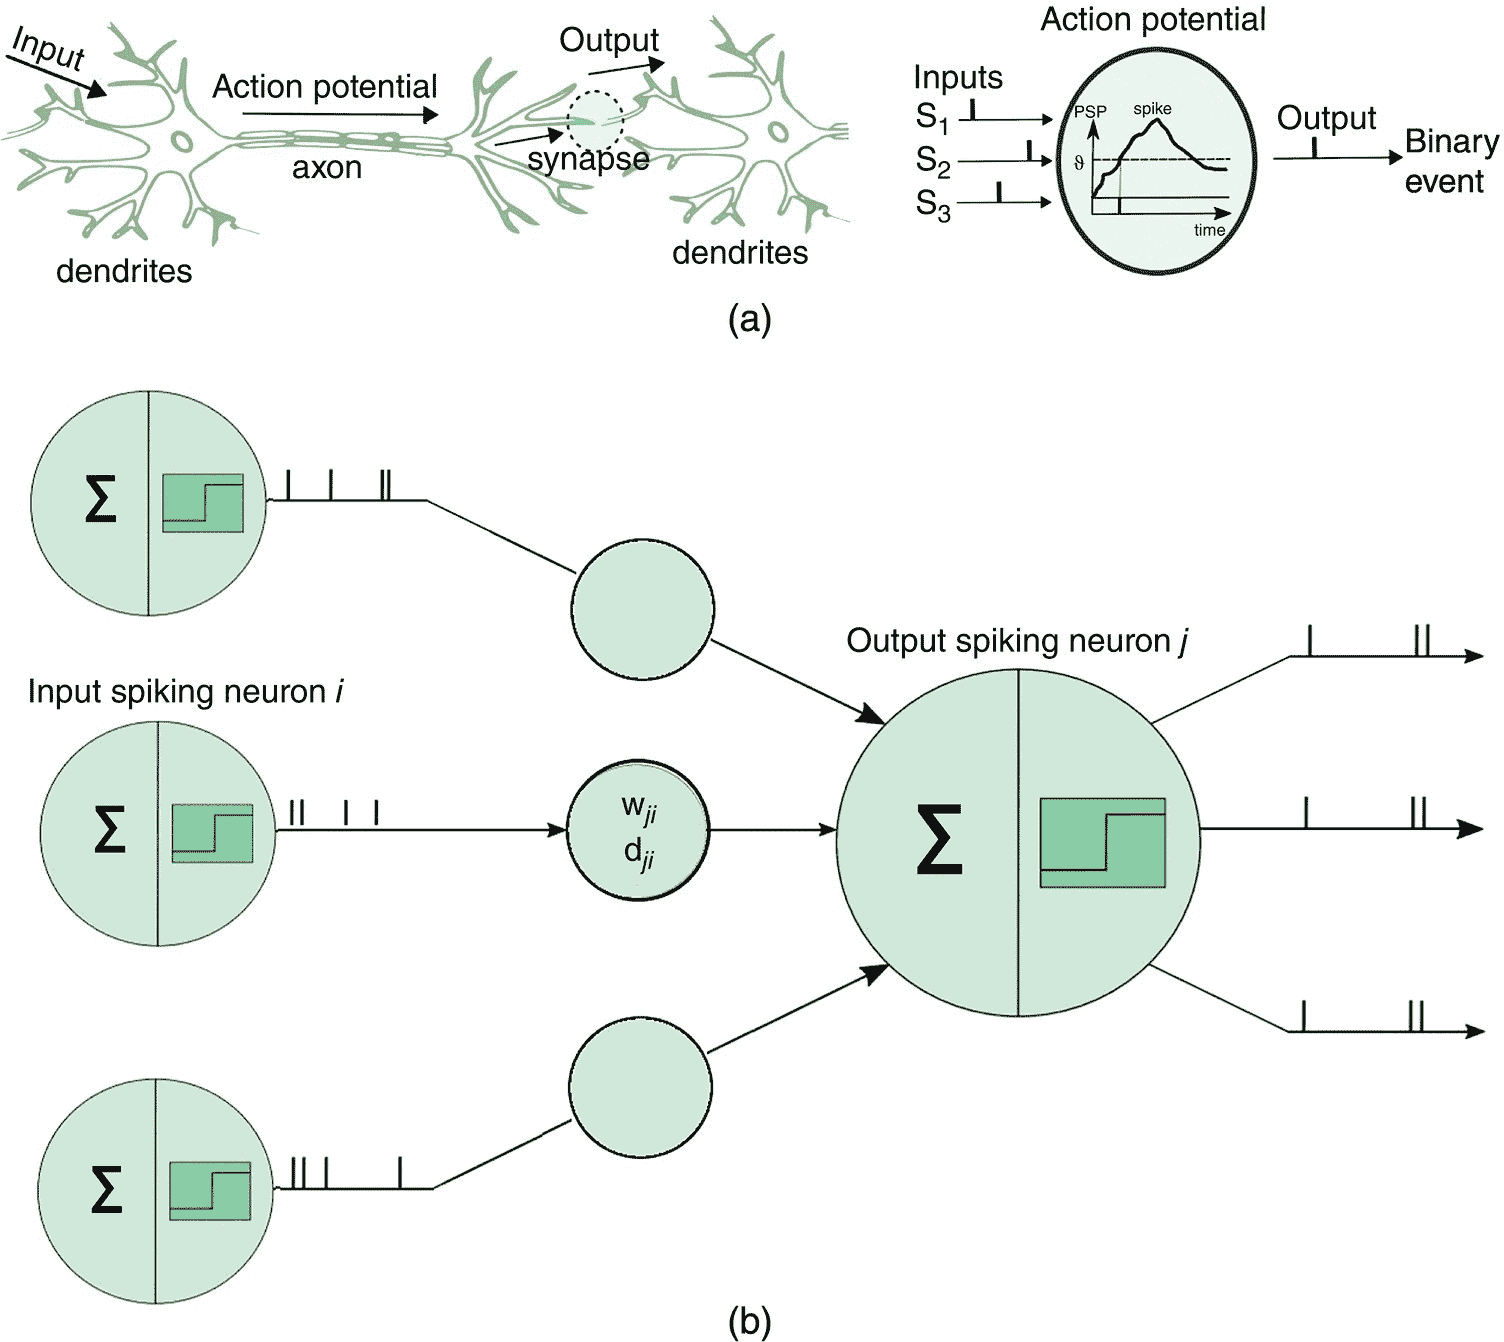 Input
Action potential
axon
Output
synapse
dendrites
dendrites
Action potential
Inputs
S1
S2
S3
PSP
spike
ϑ
time
Output
Binary
event
(a)
Σ
Input spiking neuron i
Σ
wji
dji
Output spiking neuron j
Σ
Σ
(b)